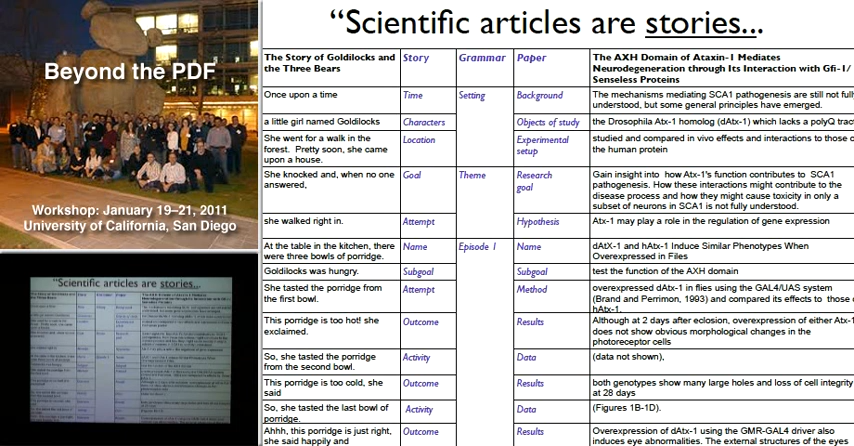 Beyond the PDF
Workshop: January 19–21, 2011
University of California, San Diego
“Scientific articles are stories...
“Scientific articles are stories...
The Story of Goldilocks and
the Three Bears
Story
Grammar
Paper
The AXH Domain of Ataxin-1 Mediates
Neurodegeneration through Its Interaction with Gfi-1/
Senseless Proteins
Once upon a time
Time
Setting
Background
The mechanisms mediating SCA1 pathogenesis are still not fully
understood, but some general principles have emerged.
a little girl named Goldilocks
Characters
Objects of study
the Drosophila Atx-1 homolog (dAtx-1) which lacks a polyQ tract
She went for a walk in the
forest. Pretty soon, she came
upon a house.
Location
Experimental
setup
studied and compared in vivo effects and interactions to those o
the human protein
She knocked and, when no one
answered,
Goal
Theme
Research
goal
Gain insight into how Atx-1's function contributes to SCA1
pathogenesis. How these interactions might contribute to the
disease process and how they might cause toxicity in only a
subset of neurons in SCA1 is not fully understood.
she walked right in.
Attempt
Hypothesis
Atx-1 may play a role in the regulation of gene expression
At the table in the kitchen, there
were three bowls of porridge.
Name
Episode 1
Name
dAtX-1 and hAtx-1 Induce Similar Phenotypes When
Overexpressed in Files
Goldilocks was hungry.
Subgoal
Subgoal
test the function of the AXH domain
She tasted the porridge from
the first bowl.
Attempt
Method
overexpressed dAtx-1 in flies using the GAL4/UAS system
(Brand and Perrimon, 1993) and compared its effects to those o
hAtx-1.
This porridge is too hot! she
exclaimed.
Outcome
Results
Although at 2 days after eclosion, overexpression of either Atx-1
does not show obvious morphological changes in the
photoreceptor cells
So, she tasted the porridge
from the second bowl.
Activity
Data
(data not shown),
This porridge is too cold, she
said
Outcome
Results
both genotypes show many large holes and loss of cell integrity
at 28 days
So, she tasted the last bowl of
porridge.
Activity
Data
(Figures 1B-1D).
Ahhh, this porridge is just right,
she said happily and
Outcome
Results
Overexpression of dAtx-1 using the GMR-GAL4 driver also
induces eye abnormalities. The external structures of the eyes